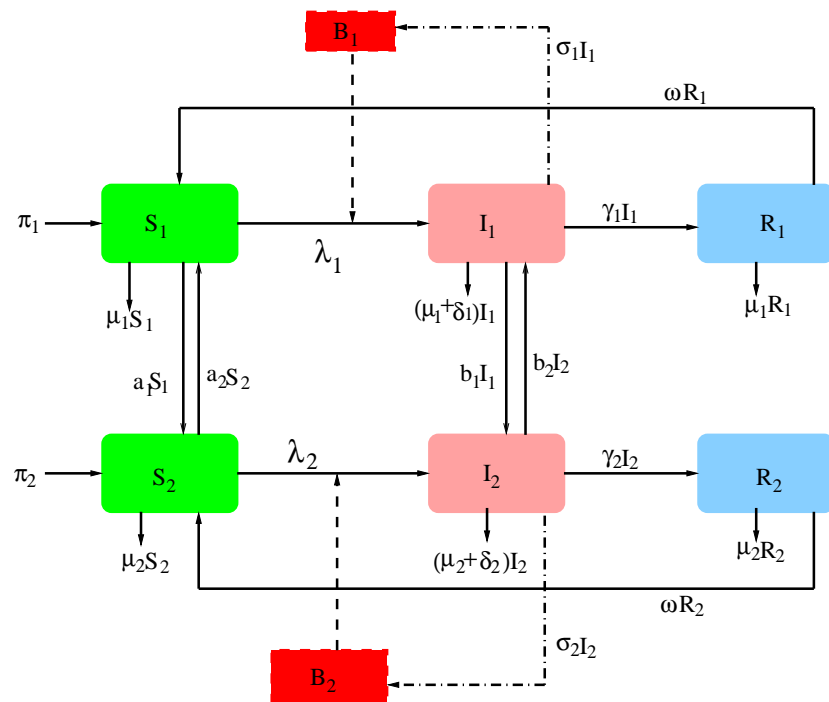 B₁
σ₁I₁
ωR₁
π₁
S₁
λ₁
I₁
γ₁I₁
R₁
μ₁S₁
(μ₁+δ₁)I₁
μ₁R₁
a₁S₁
a₂S₂
b₁I₁
b₂I₂
π₂
S₂
λ₂
I₂
γ₂I₂
R₂
μ₂S₂
(μ₂+δ₂)I₂
μ₂R₂
ωR₂
B₂
σ₂I₂